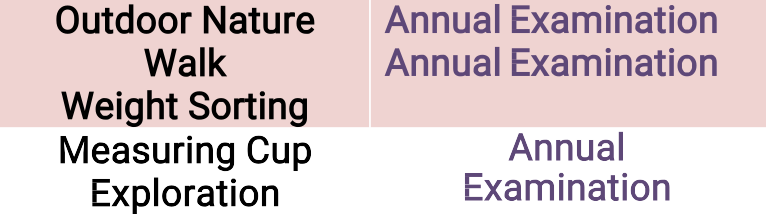 Outdoor Nature
Walk
Weight Sorting
Annual Examination
Annual Examination
Measuring Cup
Exploration
Annual
Examination